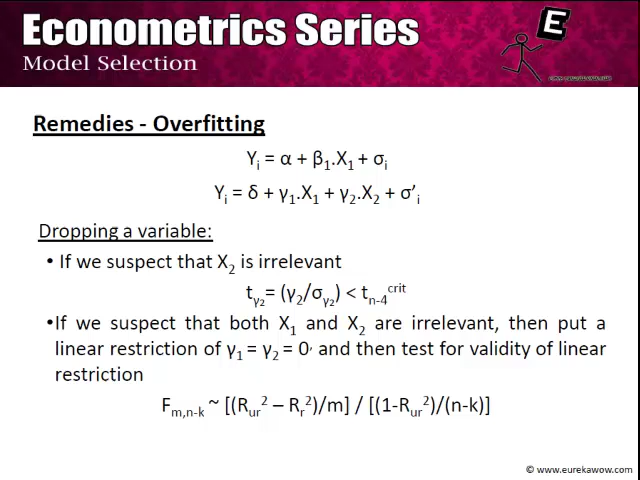 Econometrics Series
Model Selection
E
Remedies - Overfitting
Yᵢ = α + β₁.X₁ + σᵢ
Yᵢ = δ + γ₁.X₁ + γ₂.X₂ + σ'ᵢ
Dropping a variable:
• If we suspect that X₂ is irrelevant
t_γ₂= (γ₂/σ_γ₂) < t_n-4^crit
•If we suspect that both X₁ and X₂ are irrelevant, then put a
linear restriction of γ₁ = γ₂ = 0, and then test for validity of linear
restriction
F_m,n-k ~ [(R_ur² – R_r²)/m] / [(1-R_ur²)/(n-k)]
© www.eurekawow.com